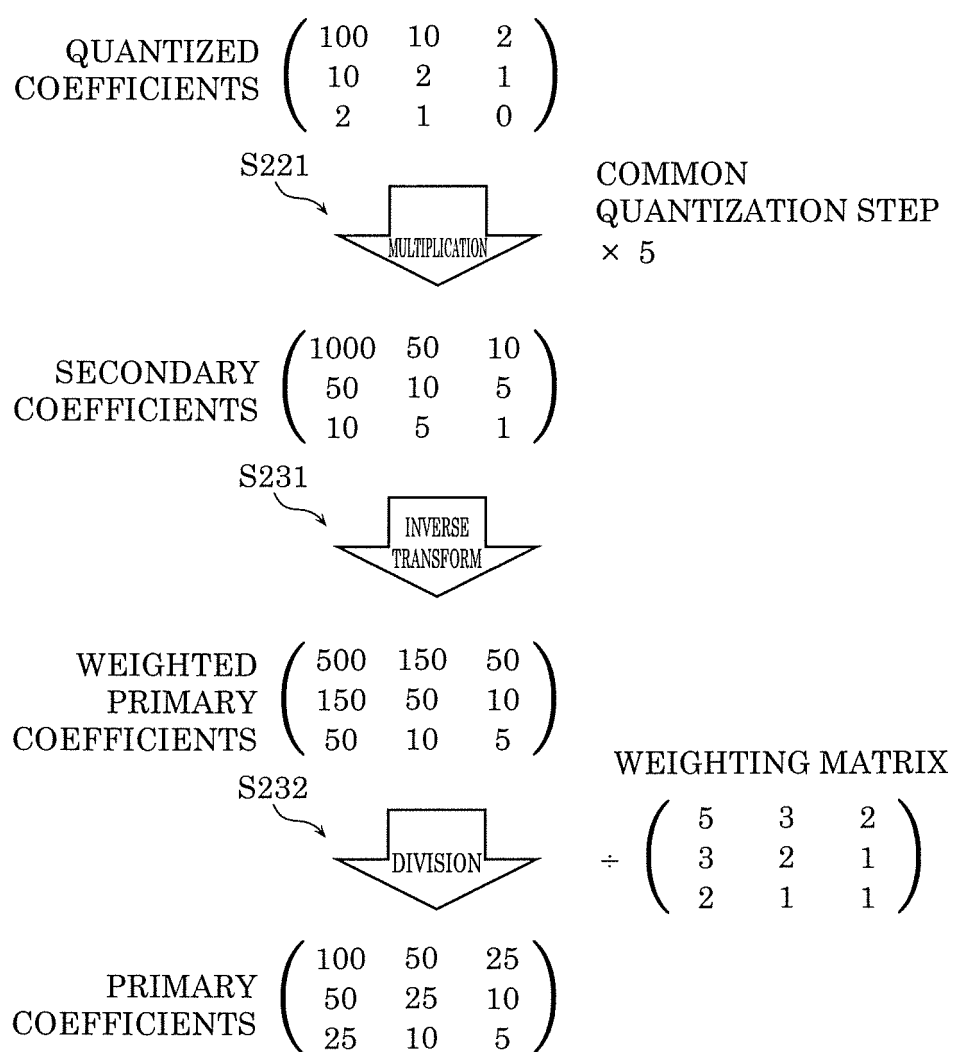 QUANTIZED
COEFFICIENTS
100 10 2
10 2 1
2 1 0
S221
MULTIPLICATION
COMMON
QUANTIZATION STEP
× 5
SECONDARY
COEFFICIENTS
1000 50 10
50 10 5
10 5 1
S231
INVERSE
TRANSFORM
WEIGHTED
PRIMARY
COEFFICIENTS
500 150 50
150 50 10
50 10 5
S232
DIVISION
WEIGHTING MATRIX
÷
5 3 2
3 2 1
2 1 1
PRIMARY
COEFFICIENTS
100 50 25
50 25 10
25 10 5